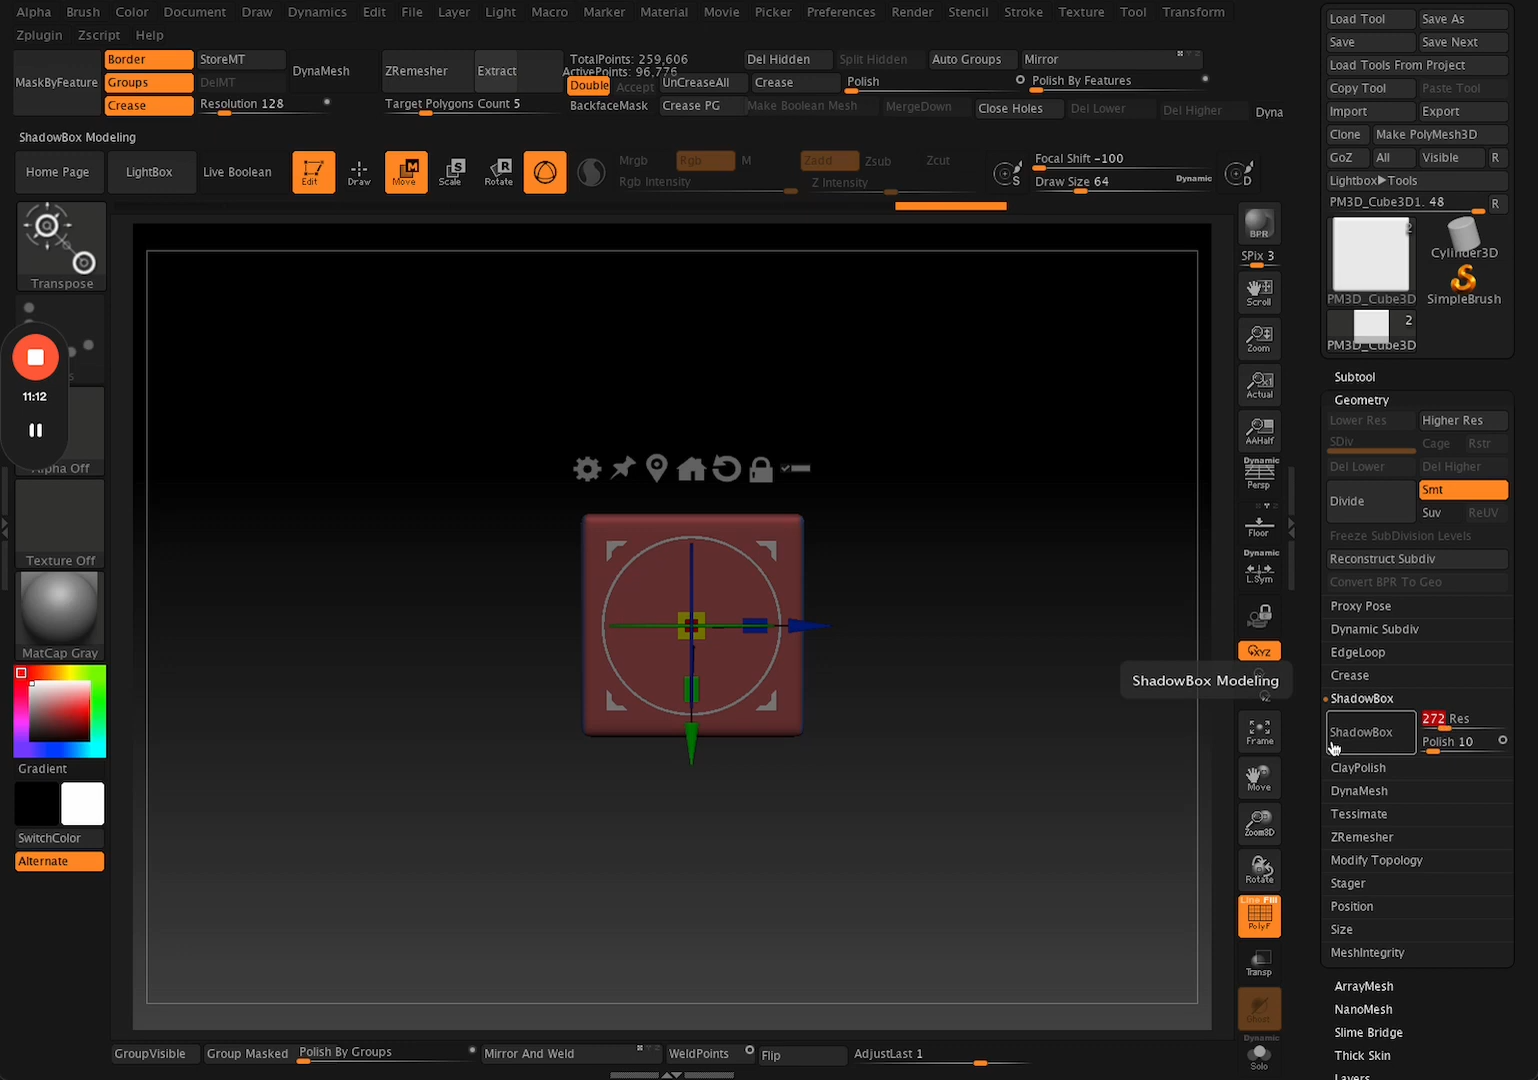 Alpha Brush Color Document Draw Dynamics Edit File Layer Light Macro Marker Material Movie Picker Preferences Render Stencil Stroke Texture Tool Transform
Zplugin Zscript Help
MaskByFeature
Border
Groups
Crease
StoreMT
DelMT
Resolution 128
DynaMesh
ZRemesher
Extract
Target Polygons Count 5
TotalPoints: 259,606
ActivePoints: 96,776
Double
Accept
BackfaceMask
UnCreaseAll
Crease PG
Del Hidden
Crease
Make Boolean Mesh
Split Hidden
Polish
MergeDown
Auto Groups
Close Holes
Mirror
Polish By Features
Del Lower
Del Higher
Dyna
ShadowBox Modeling
Home Page
LightBox
Live Boolean
Edit
Draw
Move
Scale
Rotate
Mrgb
Rgb
M
Rgb Intensity
Zadd
Zsub
Zcut
Z Intensity
S
Focal Shift -100
Draw Size 64
Dynamic
D
Transpose
11:12
Alpha Off
Texture Off
MatCap Gray
Gradient
SwitchColor
Alternate
BPR
SPix 3
Scroll
Zoom
Actual
AAHalf
Dynamic
Persp
Floor
Dynamic
L.Sym
XYZ
Frame
Move
Zoom3D
Rotate
Line Fill
PolyF
Transp
Ghost
Dynamic
Solo
ShadowBox Modeling
Load Tool
Save As
Save
Save Next
Load Tools From Project
Copy Tool
Paste Tool
Import
Export
Clone
Make PolyMesh3D
GoZ
All
Visible
R
Lightbox▶Tools
PM3D_Cube3D1. 48
R
2
PM3D_Cube3D
Cylinder3D
SimpleBrush
2
PM3D_Cube3D
Subtool
Geometry
Lower Res
Higher Res
SDiv
Cage
Rstr
Del Lower
Del Higher
Divide
Smt
Suv
ReUV
Freeze SubDivision Levels
Reconstruct Subdiv
Convert BPR To Geo
Proxy Pose
Dynamic Subdiv
EdgeLoop
Crease
ShadowBox
ShadowBox
272 Res
Polish 10
ClayPolish
DynaMesh
Tessimate
ZRemesher
Modify Topology
Stager
Position
Size
MeshIntegrity
ArrayMesh
NanoMesh
Slime Bridge
Thick Skin
Layers
GroupVisible
Group Masked
Polish By Groups
Mirror And Weld
WeldPoints
Flip
AdjustLast 1